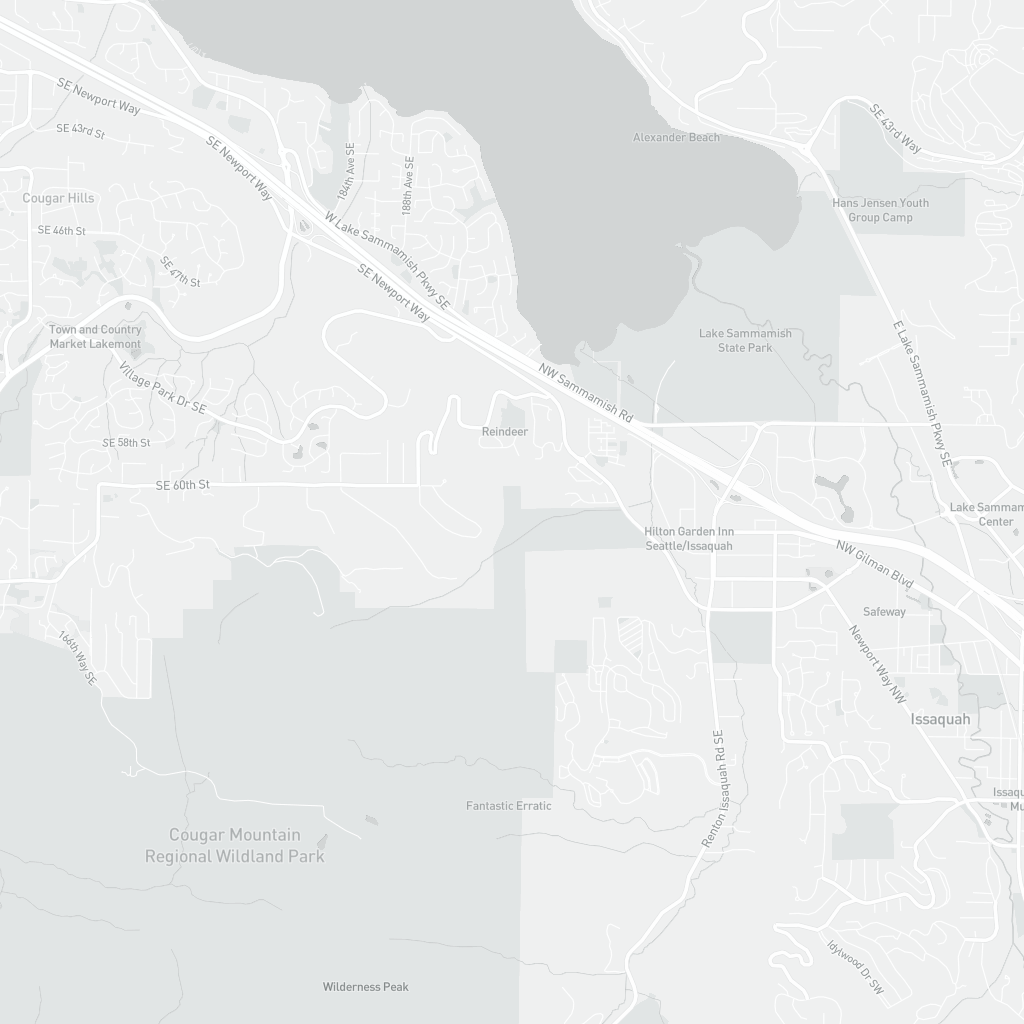 SE Newport Way
SE 43rd St
SE Newport Way
184th Ave SE
188th Ave SE
Alexander Beach
SE 43rd Way
Cougar Hills
SE 46th St
SE 47th St
Hans Jensen Youth
Group Camp
W Lake Sammamish Pkwy SE
SE Newport Way
Town and Country
Market Lakemont
Lake Sammamish
State Park
E Lake Sammamish Pkwy SE
Village Park Dr SE
NW Sammamish Rd
SE 58th St
Reindeer
SE 60th St
Lake Sammam
Center
Hilton Garden Inn
Seattle/Issaquah
NW Gilman Blvd
Safeway
166th Way SE
Newport Way NW
Issaquah
Renton Issaquah Rd SE
Fantastic Erratic
Issaqu
Mu
Cougar Mountain
Regional Wildland Park
Idylwood Dr SW
Wilderness Peak